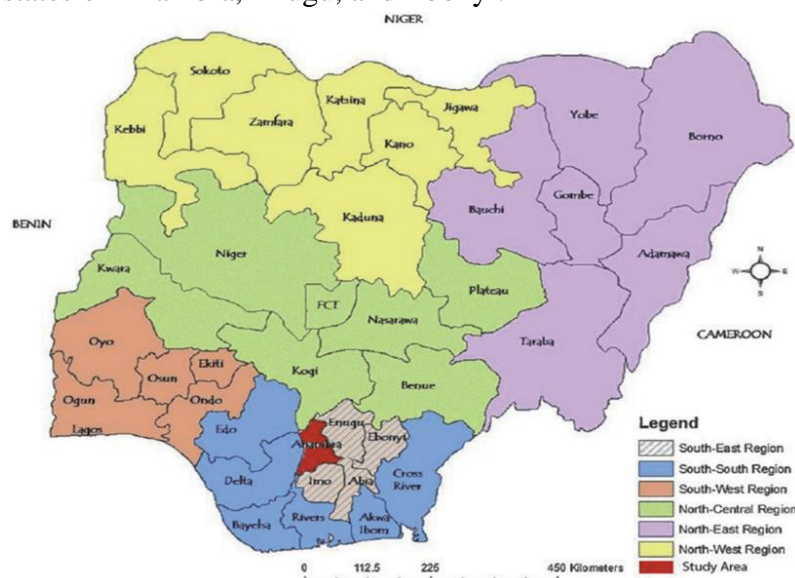 NIGER
Sokoto
Katsina
Jigawa
Yobe
Borno
Kebbi
Zamfara
Kano
Gombe
Bauchi
Kaduna
BENIN
Niger
Adamawa
Kwara
Plateau
FCT
Nasarawa
CAMEROON
Oyo
Taraba
Ekiti
Kogi
Osun
Benue
Ogun
Ondo
Lagos
Edo
Enugu
Ebonyi
Anambra
Delta
Imo
Abia
Cross
River
Bayelsa
Rivers
Akwa
Ibom
N
W
E
S
Legend
South-East Region
South-South Region
South-West Region
North-Central Region
North-East Region
North-West Region
Study Area
0 112.5 225 450 Kilometers